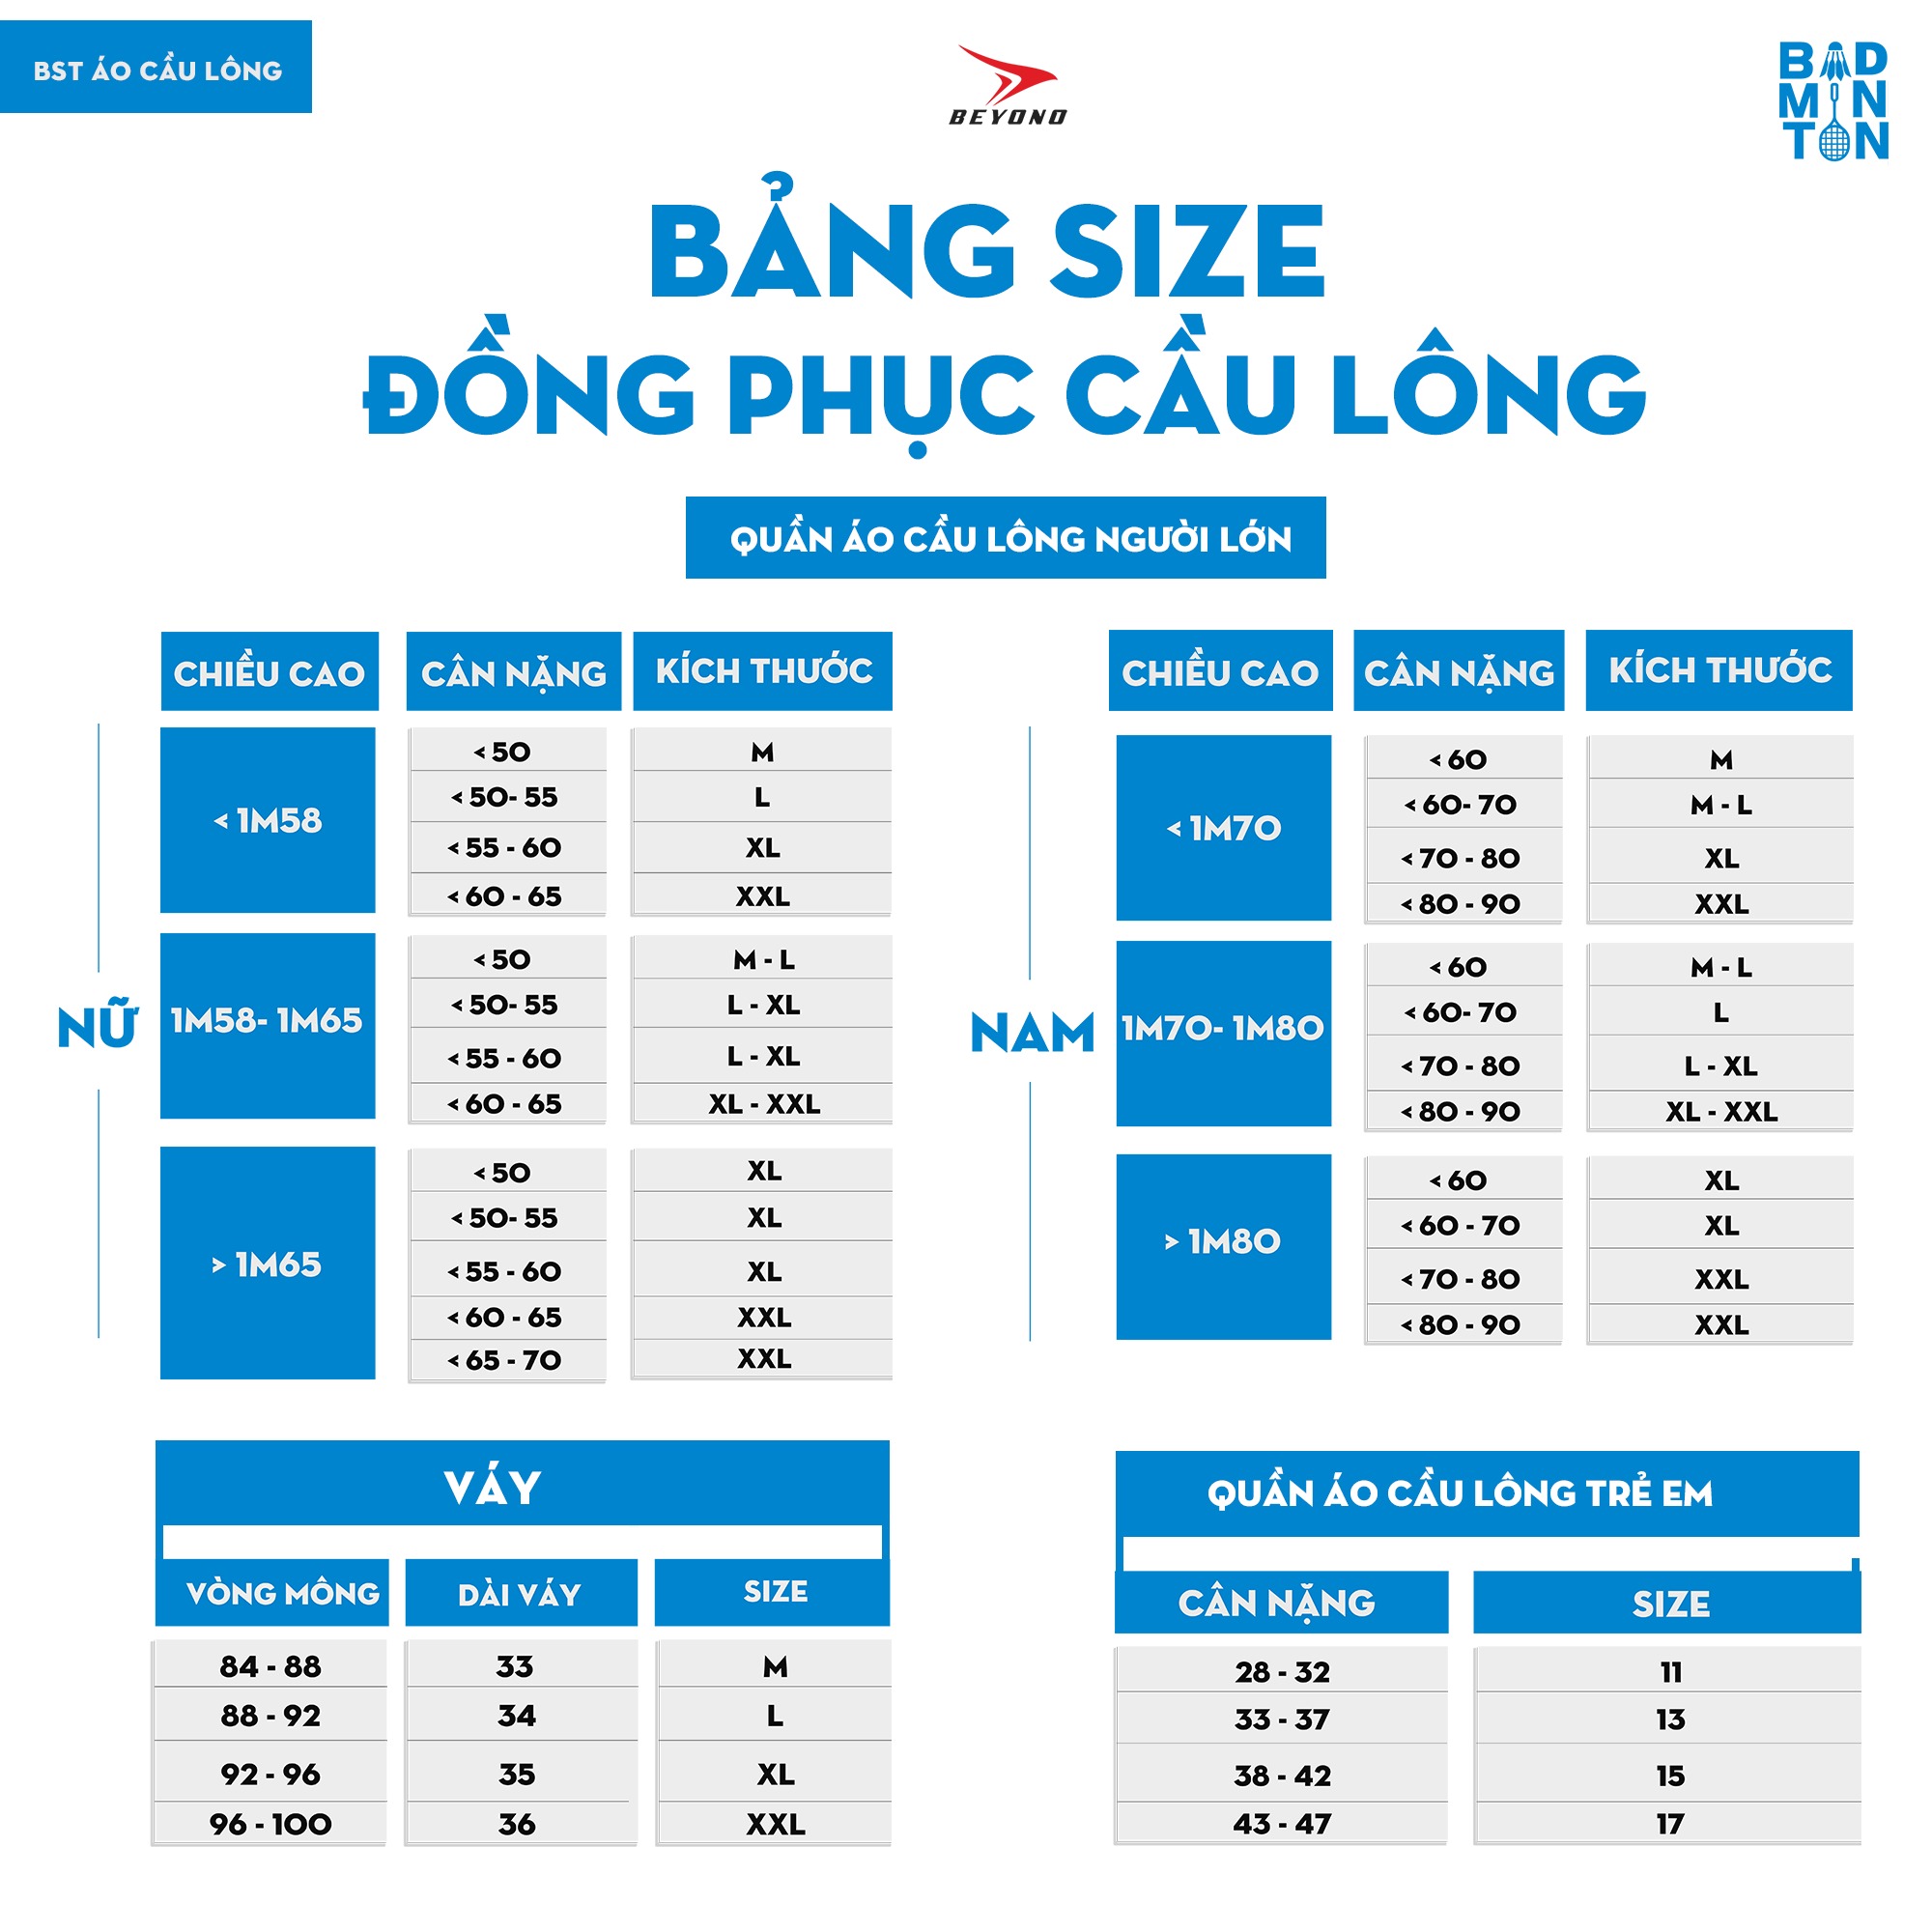 BST ÁO CẦU LÔNG
BEYONO
BADMINTON
BẢNG SIZE
ĐỒNG PHỤC CẦU LÔNG
QUẦN ÁO CẦU LÔNG NGƯỜI LỚN
CHIỀU CAO CÂN NẶNG KÍCH THƯỚC
NỮ
< 1M58
< 50 M
< 50- 55 L
< 55 - 60 XL
< 60 - 65 XXL
1M58- 1M65
< 50 M - L
< 50- 55 L - XL
< 55 - 60 L - XL
< 60 - 65 XL - XXL
> 1M65
< 50 XL
< 50- 55 XL
< 55 - 60 XL
< 60 - 65 XXL
< 65 - 70 XXL
CHIỀU CAO CÂN NẶNG KÍCH THƯỚC
NAM
< 1M70
< 60 M
< 60- 70 M - L
< 70 - 80 XL
< 80 - 90 XXL
1M70- 1M80
< 60 M - L
< 60- 70 L
< 70 - 80 L - XL
< 80 - 90 XL - XXL
> 1M80
< 60 XL
< 60 - 70 XL
< 70 - 80 XXL
< 80 - 90 XXL
VÁY
VÒNG MÔNG DÀI VÁY SIZE
84 - 88 33 M
88 - 92 34 L
92 - 96 35 XL
96 - 100 36 XXL
QUẦN ÁO CẦU LÔNG TRẺ EM
CÂN NẶNG SIZE
28 - 32 11
33 - 37 13
38 - 42 15
43 - 47 17